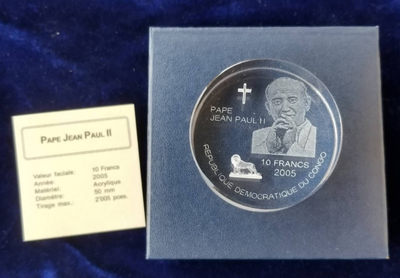 PAPE JEAN PAUL II
Valeur faciale: 10 Francs
Année: 2005
Matériel: Acrylique
Diamètre: 50 mm
Tirage max.: 2'005 pces.
PAPE
JEAN PAUL II
10 FRANCS
2005
REPUBLIQUE DEMOCRATIQUE DU CONGO